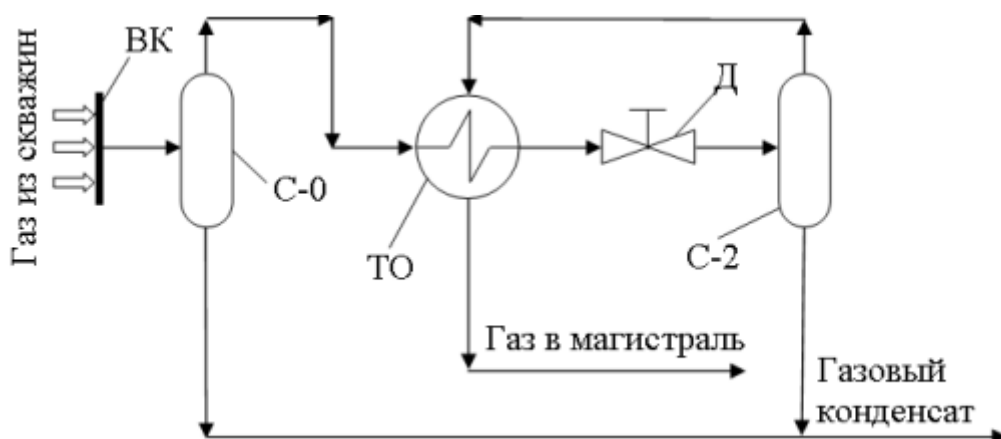 Газ из скважин
ВК
С-0
ТО
Д
С-2
Газ в магистраль
Газовый
конденсат